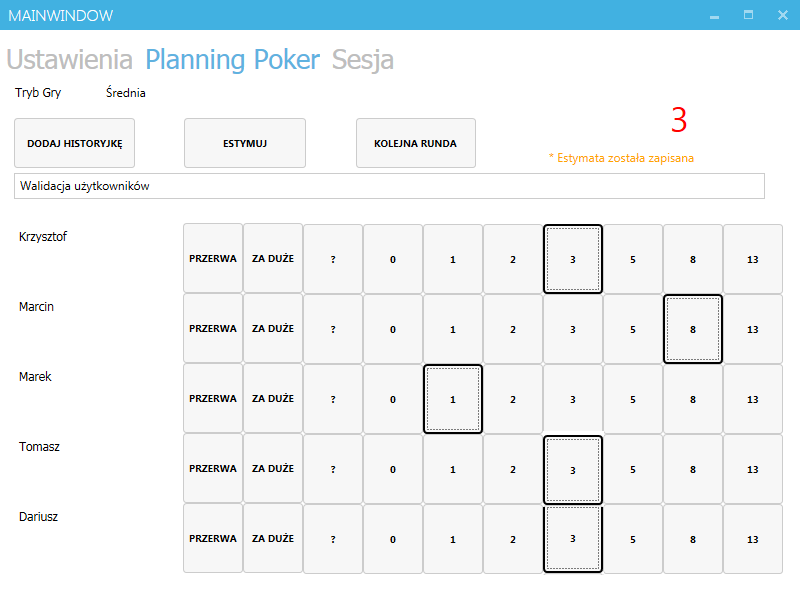 MAINWINDOW
Ustawienia Planning Poker Sesja
Tryb Gry Średnia
3
DODAJ HISTORYJKĘ ESTYMUJ KOLEJNA RUNDA
* Estymata została zapisana
Walidacja użytkowników
Krzysztof PRZERWA ZA DUŻE ? 0 1 2 3 5 8 13
Marcin PRZERWA ZA DUŻE ? 0 1 2 3 5 8 13
Marek PRZERWA ZA DUŻE ? 0 1 2 3 5 8 13
Tomasz PRZERWA ZA DUŻE ? 0 1 2 3 5 8 13
Dariusz PRZERWA ZA DUŻE ? 0 1 2 3 5 8 13